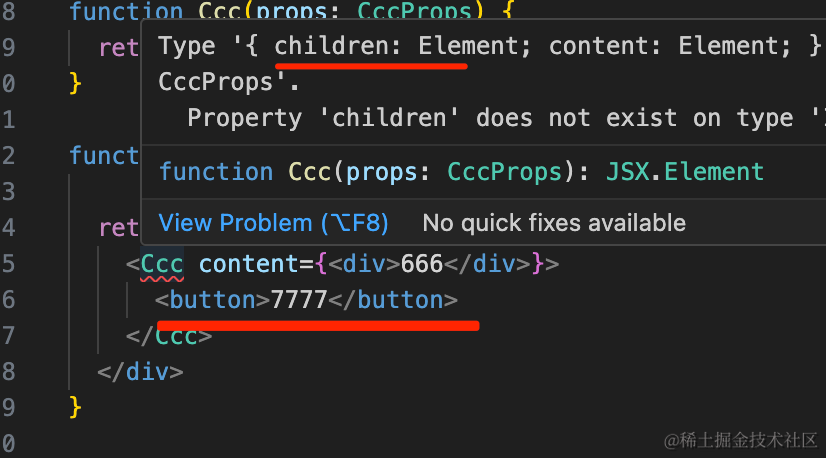 8 function Ccc(props: CccProps) {
9 ret
Type '{ children: Element; content: Element; }
0 }
CccProps'.
1
Property 'children' does not exist on type
2 funct
function Ccc(props: CccProps): JSX.Element
3
4 ret
View Problem (⌥F8) No quick fixes available
5 <Ccc content={<div>666</div>}>
6 <button>7777</button>
7 </Ccc>
8 </div>
9 }
0
@稀土掘金技术社区